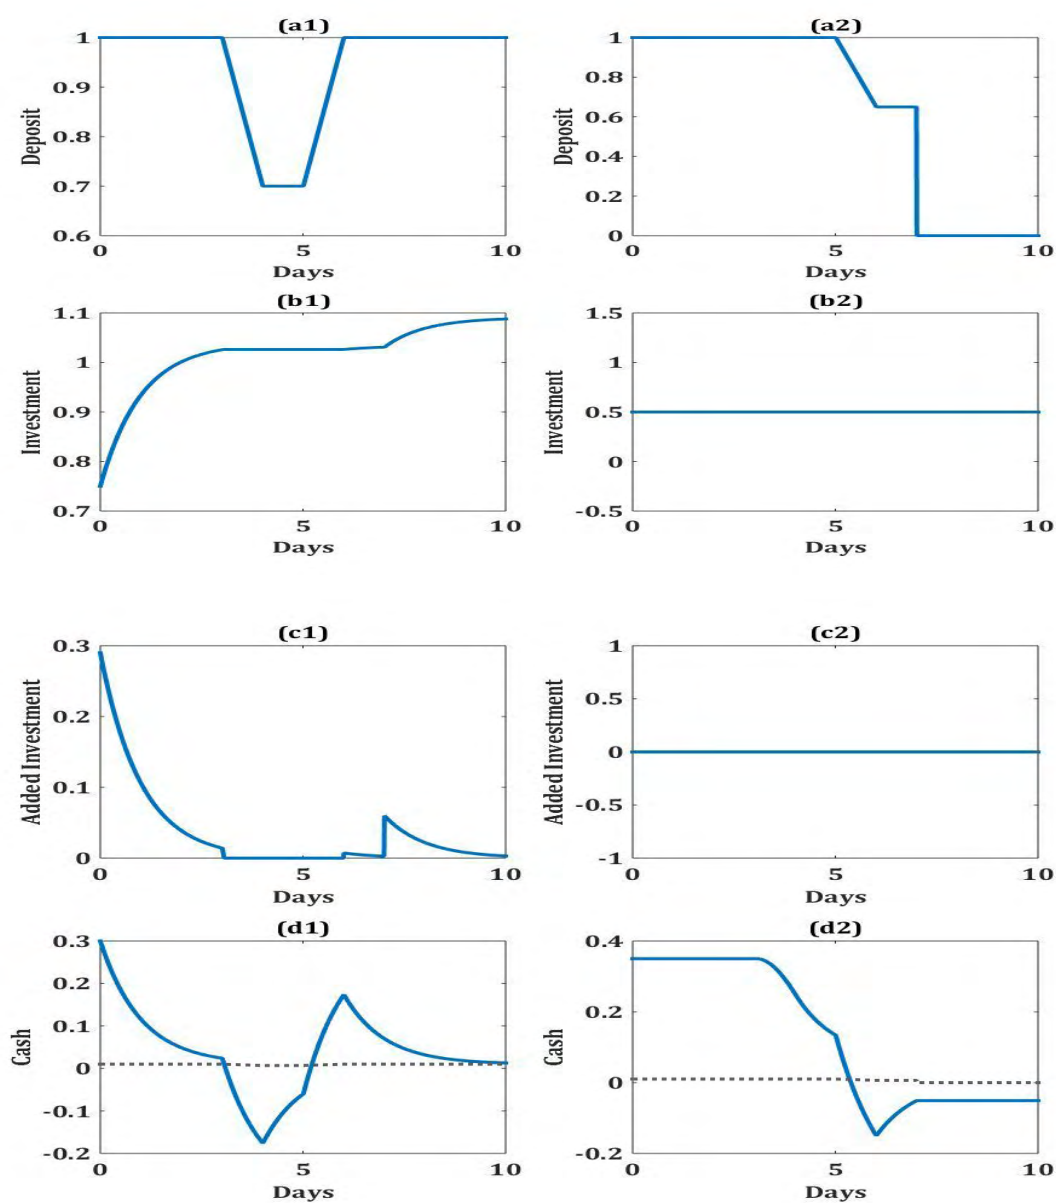 (a1)
1
0.9
0.8
0.7
0.6
Deposit
0
5
10
Days
(a2)
1
0.8
0.6
0.4
0.2
0
Deposit
0
5
10
Days
(b1)
1.1
1
0.9
0.8
0.7
Investment
0
5
10
Days
(b2)
1.5
1
0.5
0
-0.5
Investment
0
5
10
Days
(c1)
0.3
0.2
0.1
0
Added Investment
0
5
10
Days
(c2)
1
0.5
0
-0.5
-1
Added Investment
0
5
10
Days
(d1)
0.3
0.2
0.1
0
-0.1
-0.2
Cash
0
5
10
Days
(d2)
0.4
0.2
0
-0.2
Cash
0
5
10
Days